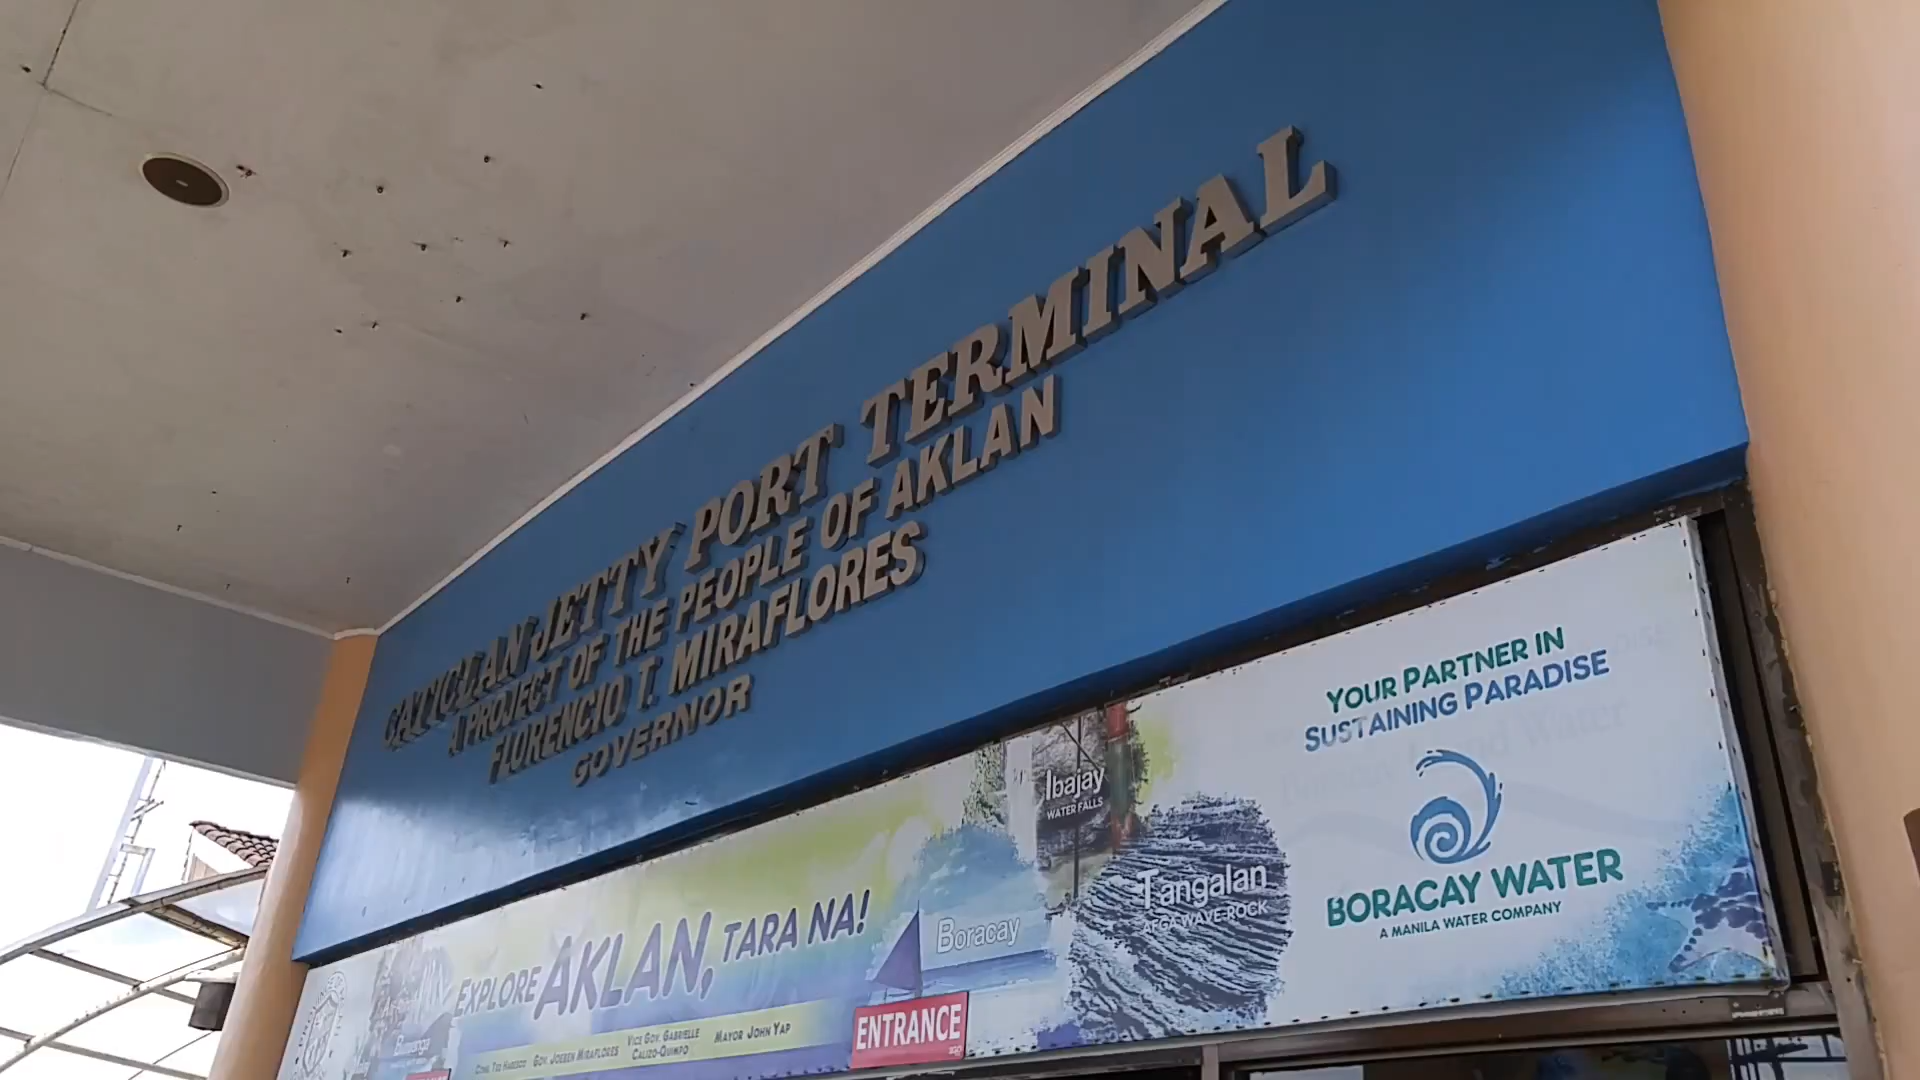 CATICLAN JETTY PORT TERMINAL
A PROJECT OF THE PEOPLE OF AKLAN
FLORENCIO T. MIRAFLORES
GOVERNOR
YOUR PARTNER IN
SUSTAINING PARADISE
BORACAY WATER
A MANILA WATER COMPANY
Ibajay
WATER FALLS
Tangalan
AFGA WAVE-ROCK
Boracay
EXPLORE AKLAN, TARA NA!
GOV. JOEBEN MIRAFLORES
VICE GOV. GABRIELLE
CALIZO-QUIMPO
MAYOR JOHN YAP
ENTRANCE